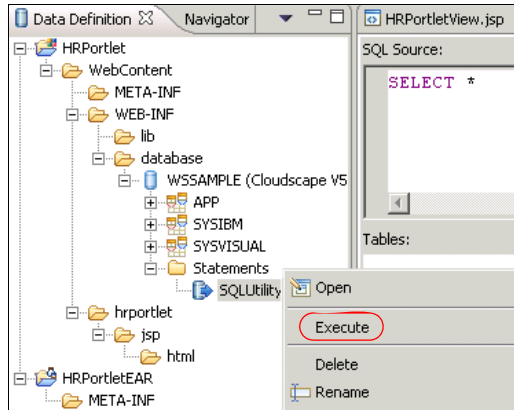 Data Definition
Navigator
HRPortletView.jsp
HRPortlet
WebContent
META-INF
WEB-INF
lib
database
WSSAMPLE (Cloudscape V5
APP
SYSIBM
SYSVISUAL
Statements
SQLUtility
hrportlet
jsp
html
HRPortletEAR
META-INF
SQL Source:
SELECT *
Tables:
Open
Execute
Delete
Rename